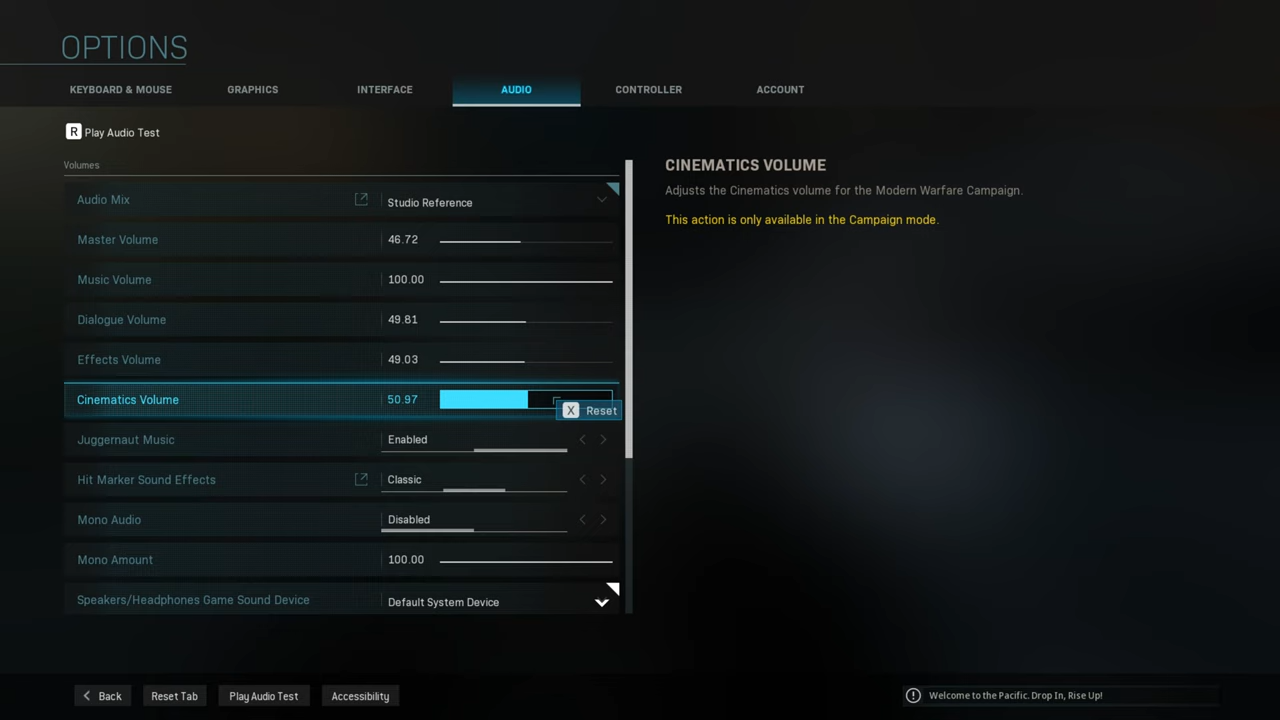 OPTIONS
KEYBOARD & MOUSE GRAPHICS INTERFACE AUDIO CONTROLLER ACCOUNT
R Play Audio Test
Volumes
Audio Mix Studio Reference
Master Volume 46.72
Music Volume 100.00
Dialogue Volume 49.81
Effects Volume 49.03
Cinematics Volume 50.97
X Reset
Juggernaut Music Enabled
Hit Marker Sound Effects Classic
Mono Audio Disabled
Mono Amount 100.00
Speakers/Headphones Game Sound Device Default System Device
CINEMATICS VOLUME
Adjusts the Cinematics volume for the Modern Warfare Campaign.
This action is only available in the Campaign mode.
Back Reset Tab Play Audio Test Accessibility
Welcome to the Pacific. Drop In, Rise Up!